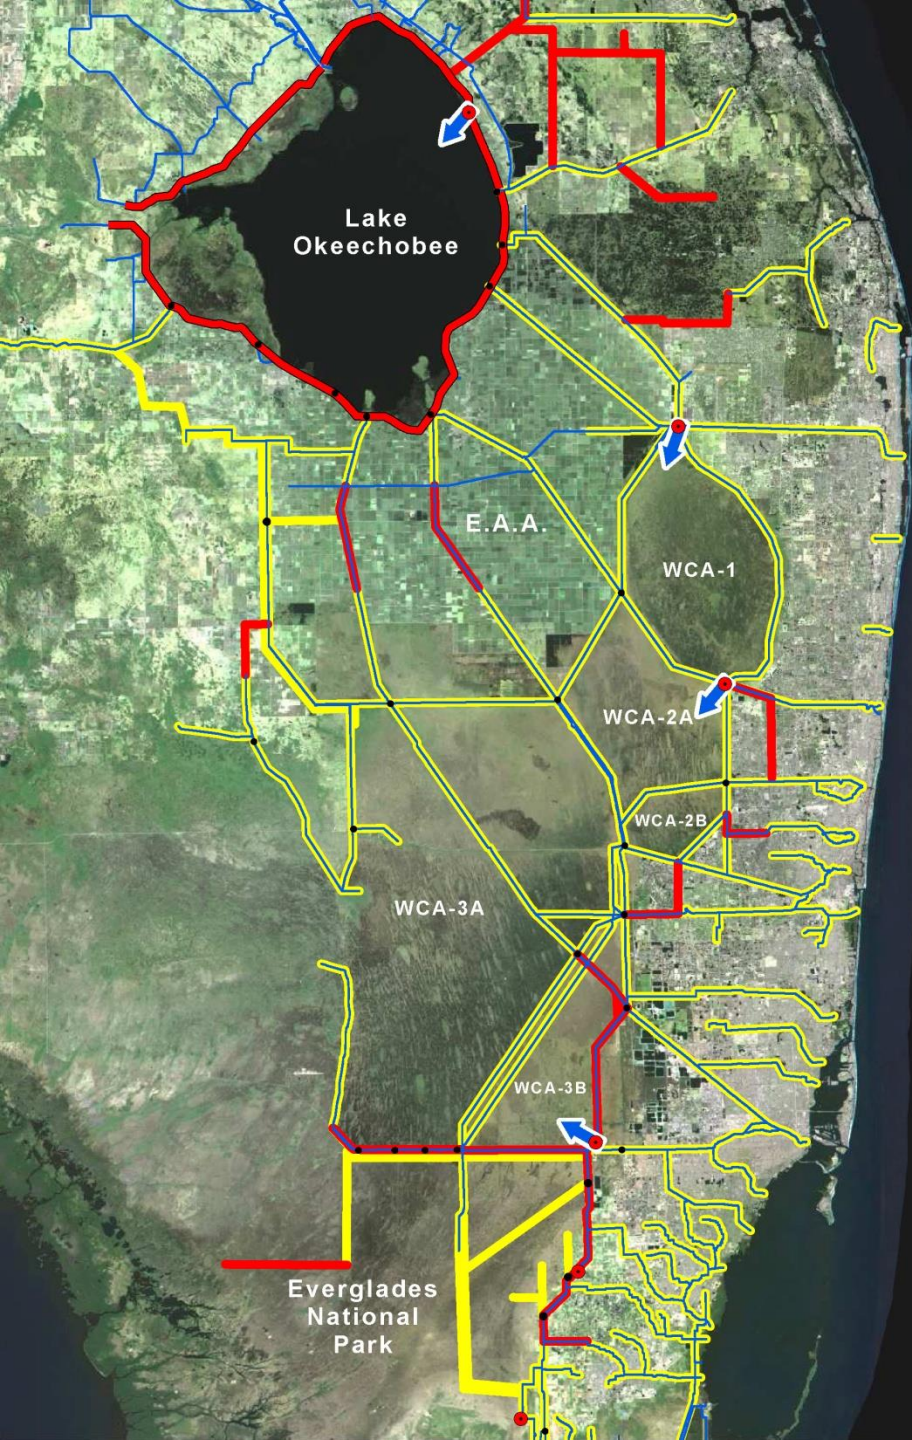 Lake
Okeechobee
E.A.A.
WCA-1
WCA-2A
WCA-2B
WCA-3A
WCA-3B
Everglades
National
Park